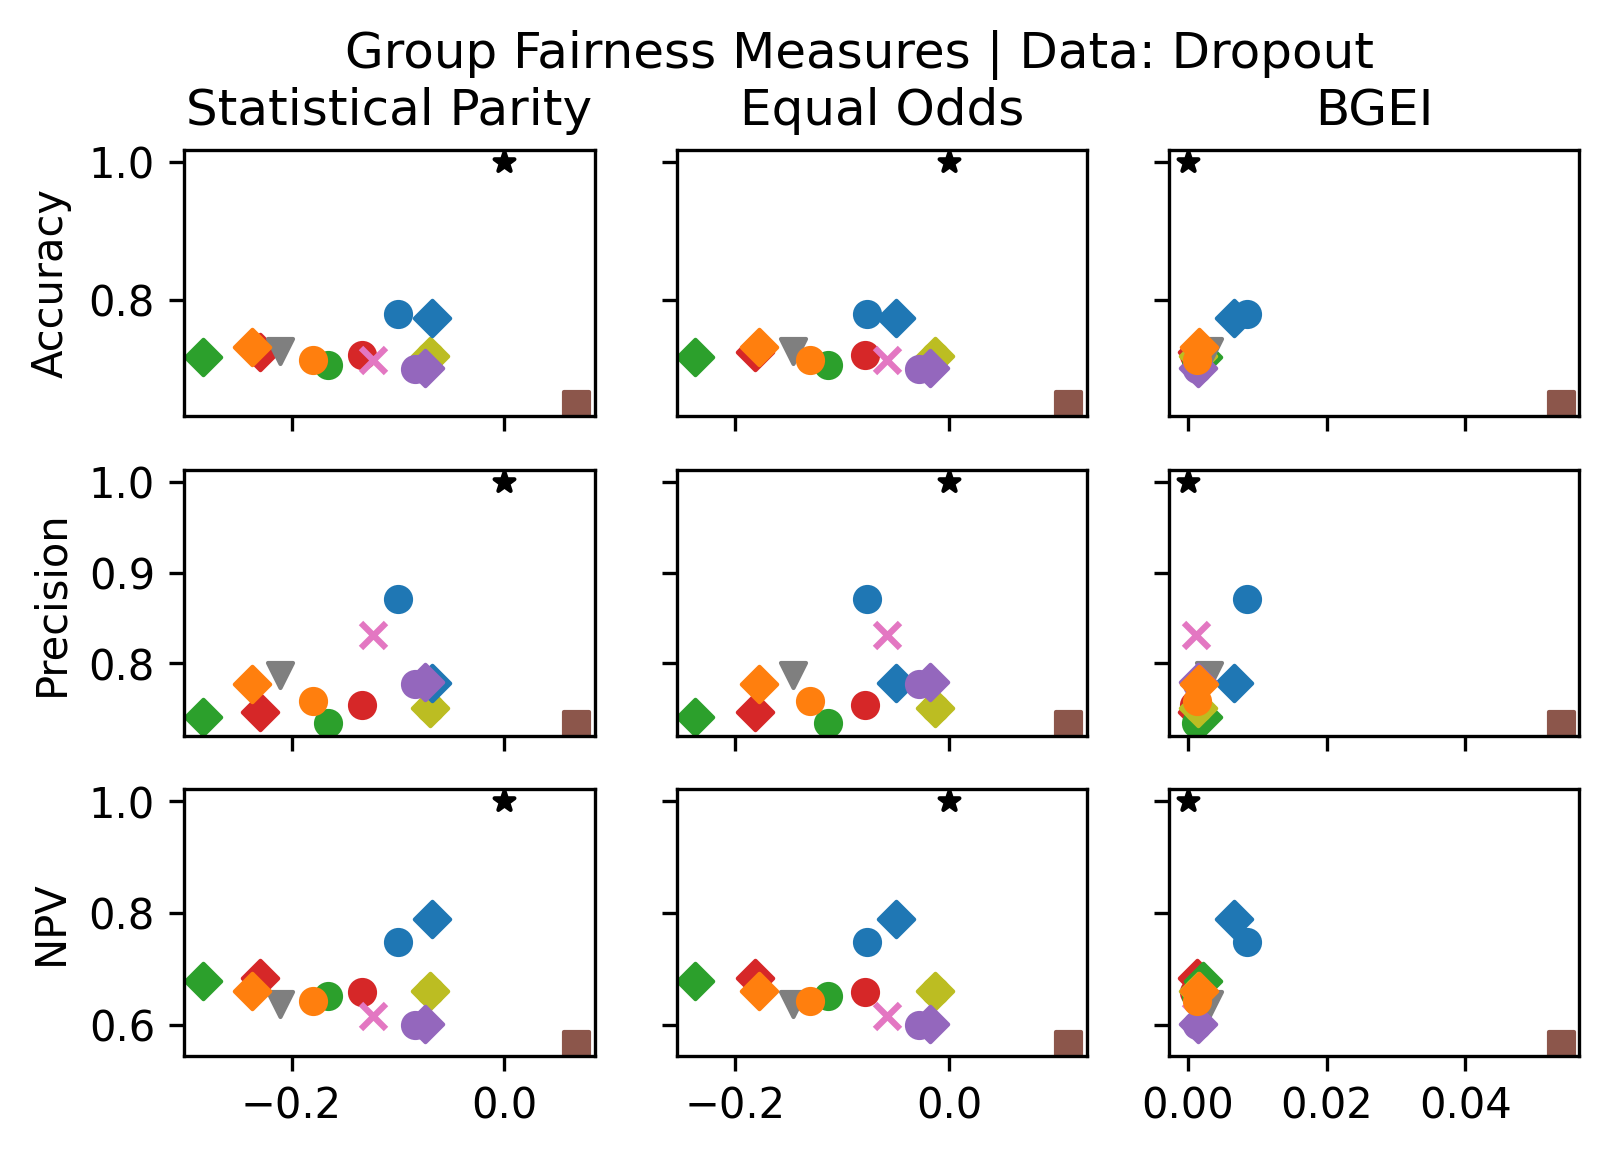 Group Fairness Measures | Data: Dropout
Statistical Parity Equal Odds BGEI
Accuracy
1.0
0.8
Precision
1.0
0.9
0.8
NPV
1.0
0.8
0.6
−0.2 0.0 −0.2 0.0 0.00 0.02 0.04